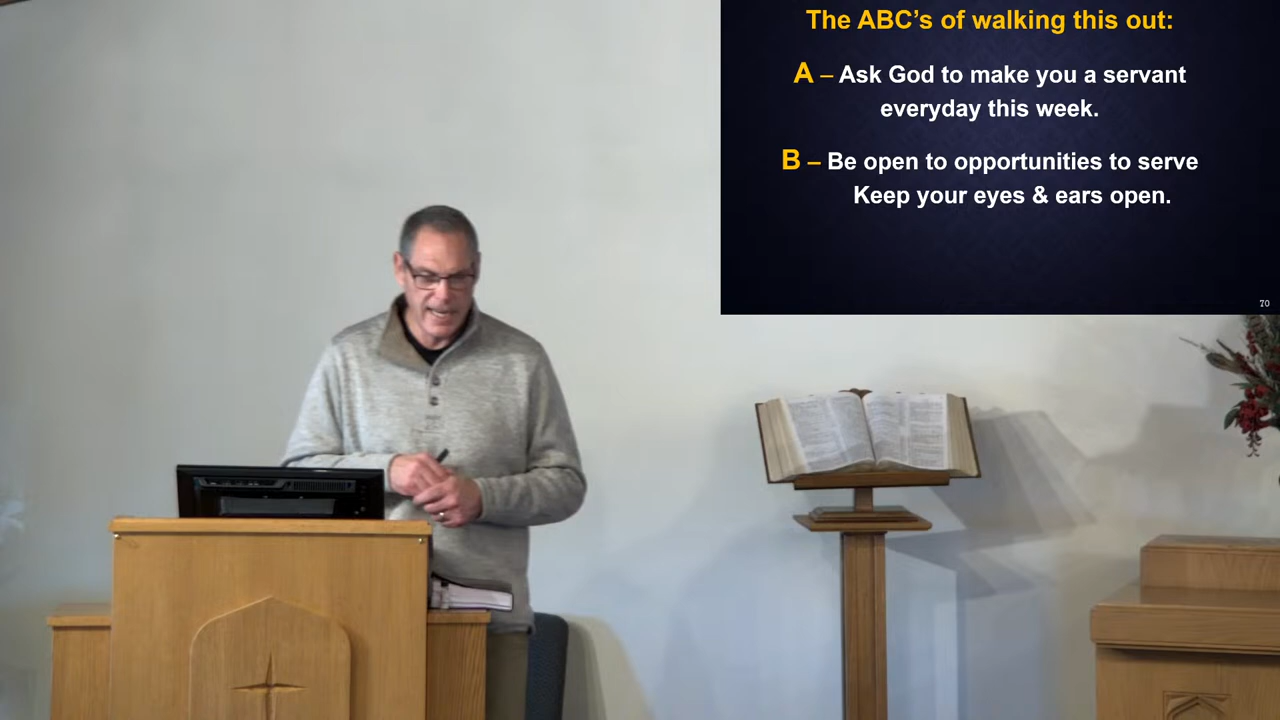 The ABC’s of walking this out:
A – Ask God to make you a servant
everyday this week.
B – Be open to opportunities to serve
Keep your eyes & ears open.
70